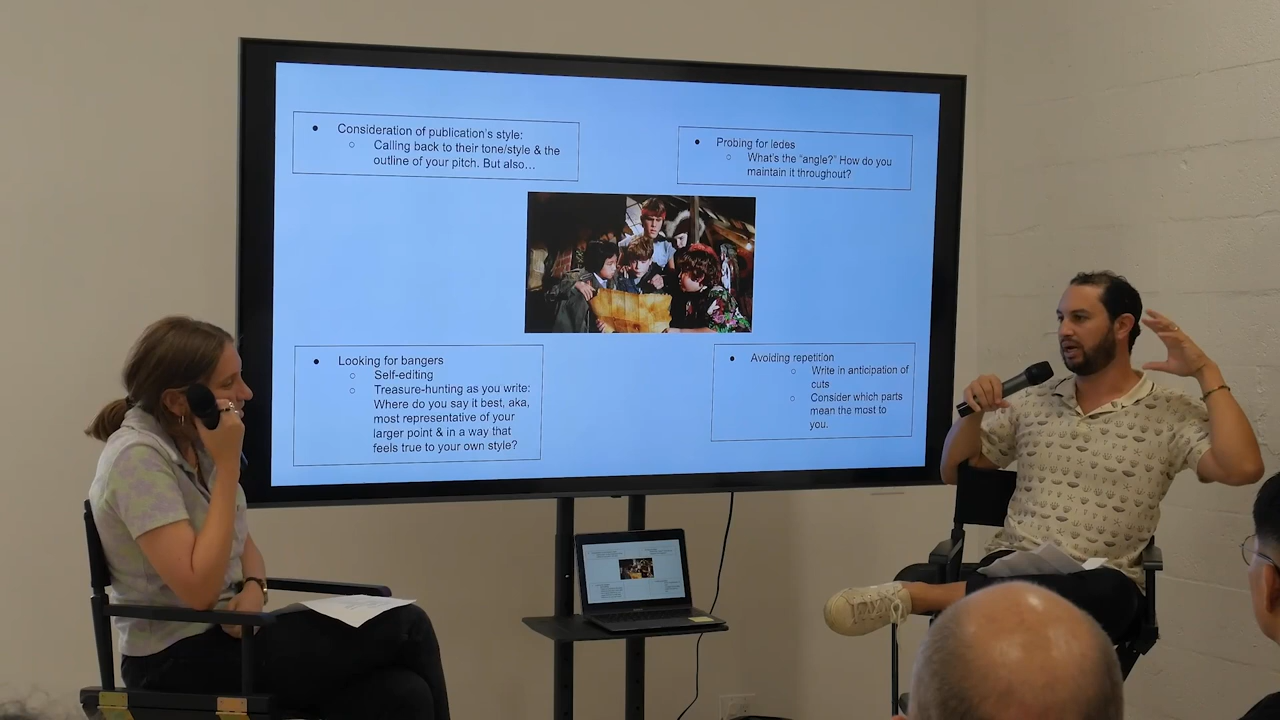 ● Consideration of publication's style:
○ Calling back to their tone/style & the
outline of your pitch. But also…
● Probing for ledes
○ What's the “angle?” How do you
maintain it throughout?
● Looking for bangers
○ Self-editing
○ Treasure-hunting as you write:
Where do you say it best, aka,
most representative of your
larger point & in a way that
feels true to your own style?
● Avoiding repetition
○ Write in anticipation of
cuts
○ Consider which parts
mean the most to
you.